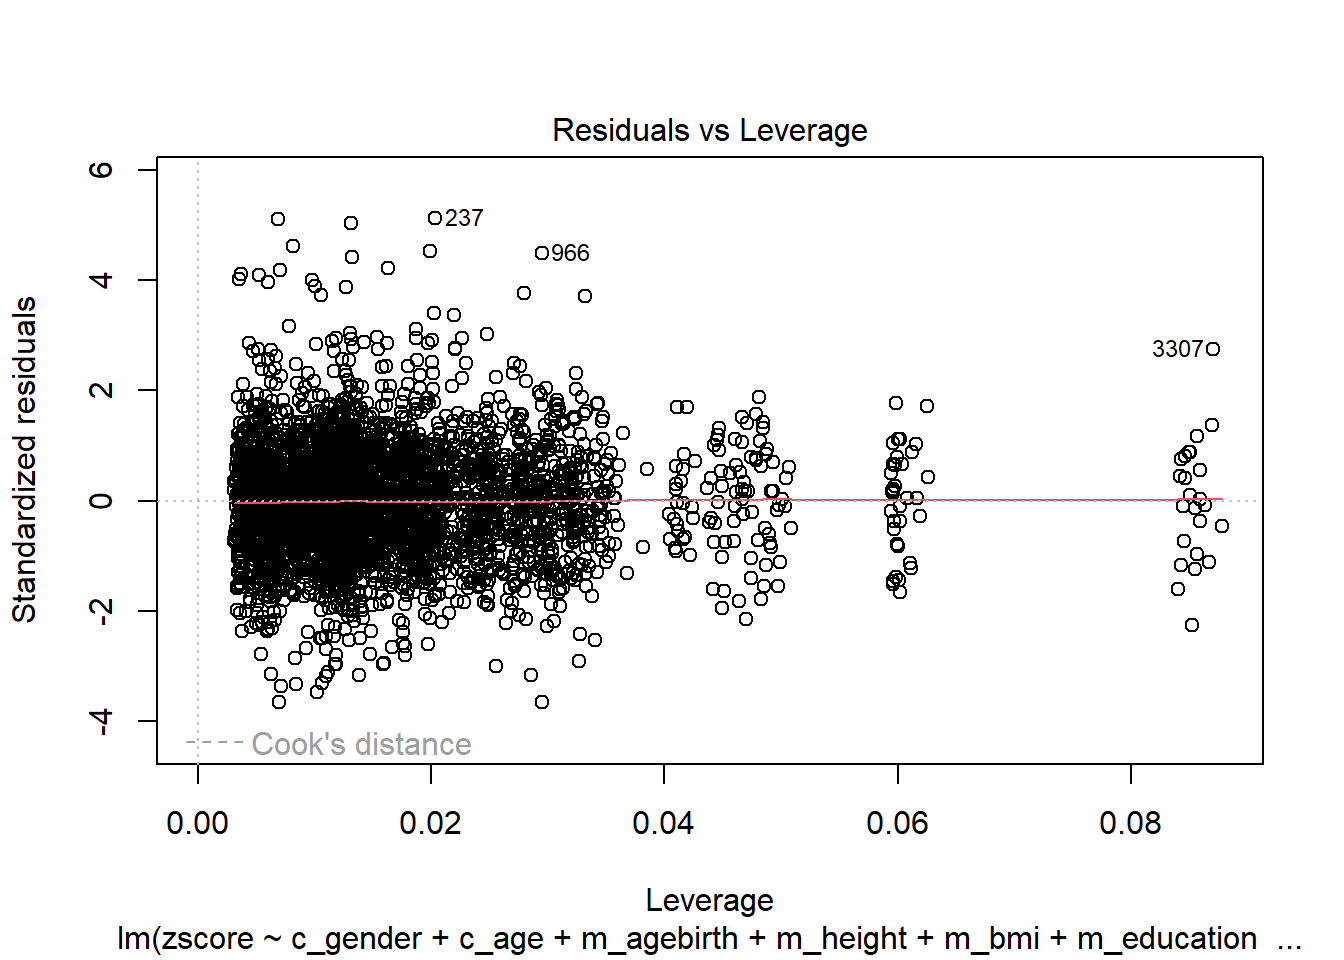 Residuals vs Leverage
Standardized residuals
6
4
2
0
-2
-4
237
966
3307
Cook's distance
0.00 0.02 0.04 0.06 0.08
Leverage
lm(zscore ~ c_gender + c_age + m_agebirth + m_height + m_bmi + m_education ...